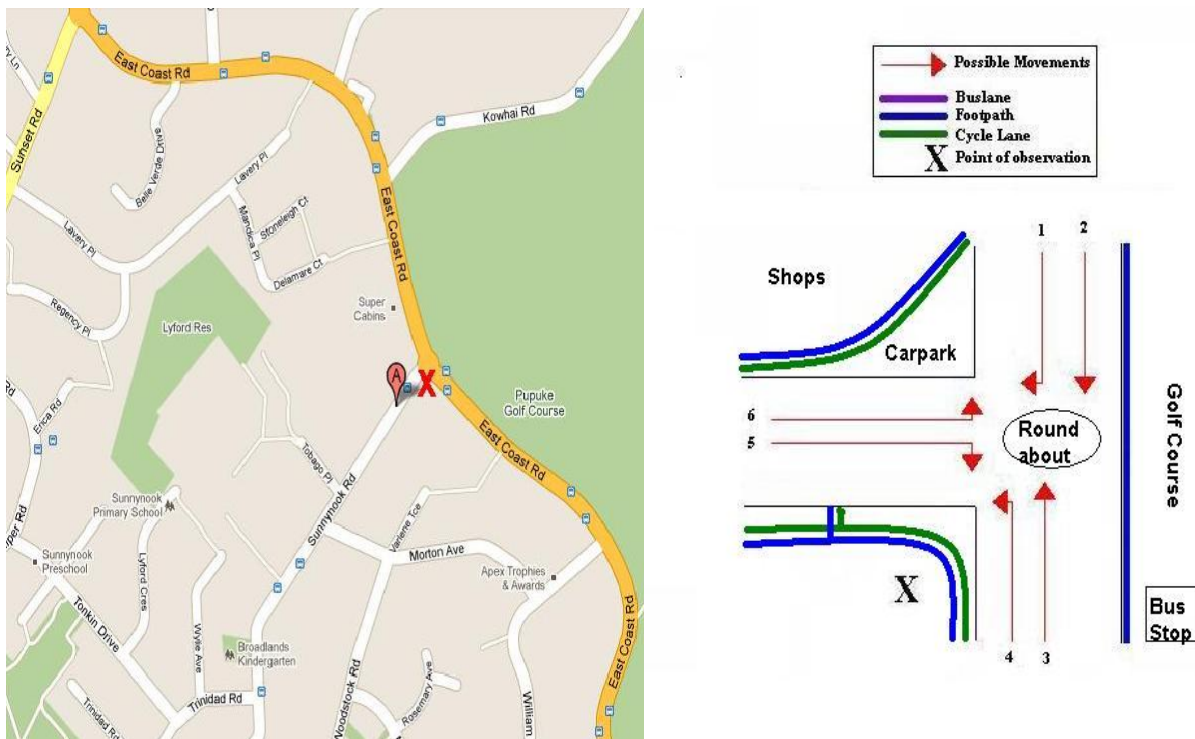 East Coast Rd
Sunset Rd
Kowhai Rd
Belle Verde Drive
Lavery Pl
Mandica Pl
Stoneleigh Ct
East Coast Rd
Lavery Pl
Delamare Ct
Regency Pl
Lyford Res
Super
Cabins
A
X
Pupuke
Golf Course
Erica Rd
East Coast Rd
Tobago Pl
Sunnynook Rd
Sunnynook
Primary School
Varlene Tce
Morton Ave
Sunnynook
Preschool
Lyford Cres
Apex Trophies
& Awards
Tonkin Drive
Wylie Ave
Broadlands
Kindergarten
East Coast Rd
Woodstock Rd
Rosemary Ave
William
Trinidad Rd
Trinidad Rd
Possible Movements
Buslane
Footpath
Cycle Lane
X Point of observation
1 2
Shops
Carpark
6
5
Round
about
Golf Course
X
Bus
Stop
4 3